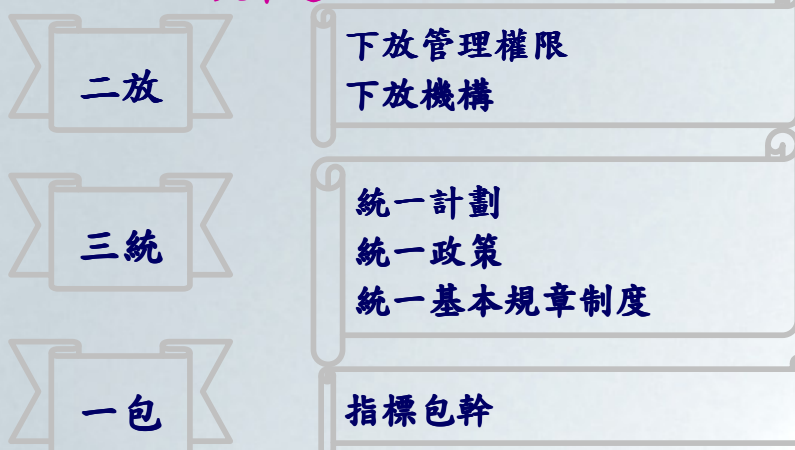 二放
下放管理權限
下放機構
三統
統一計劃
統一政策
統一基本規章制度
一包
指標包幹